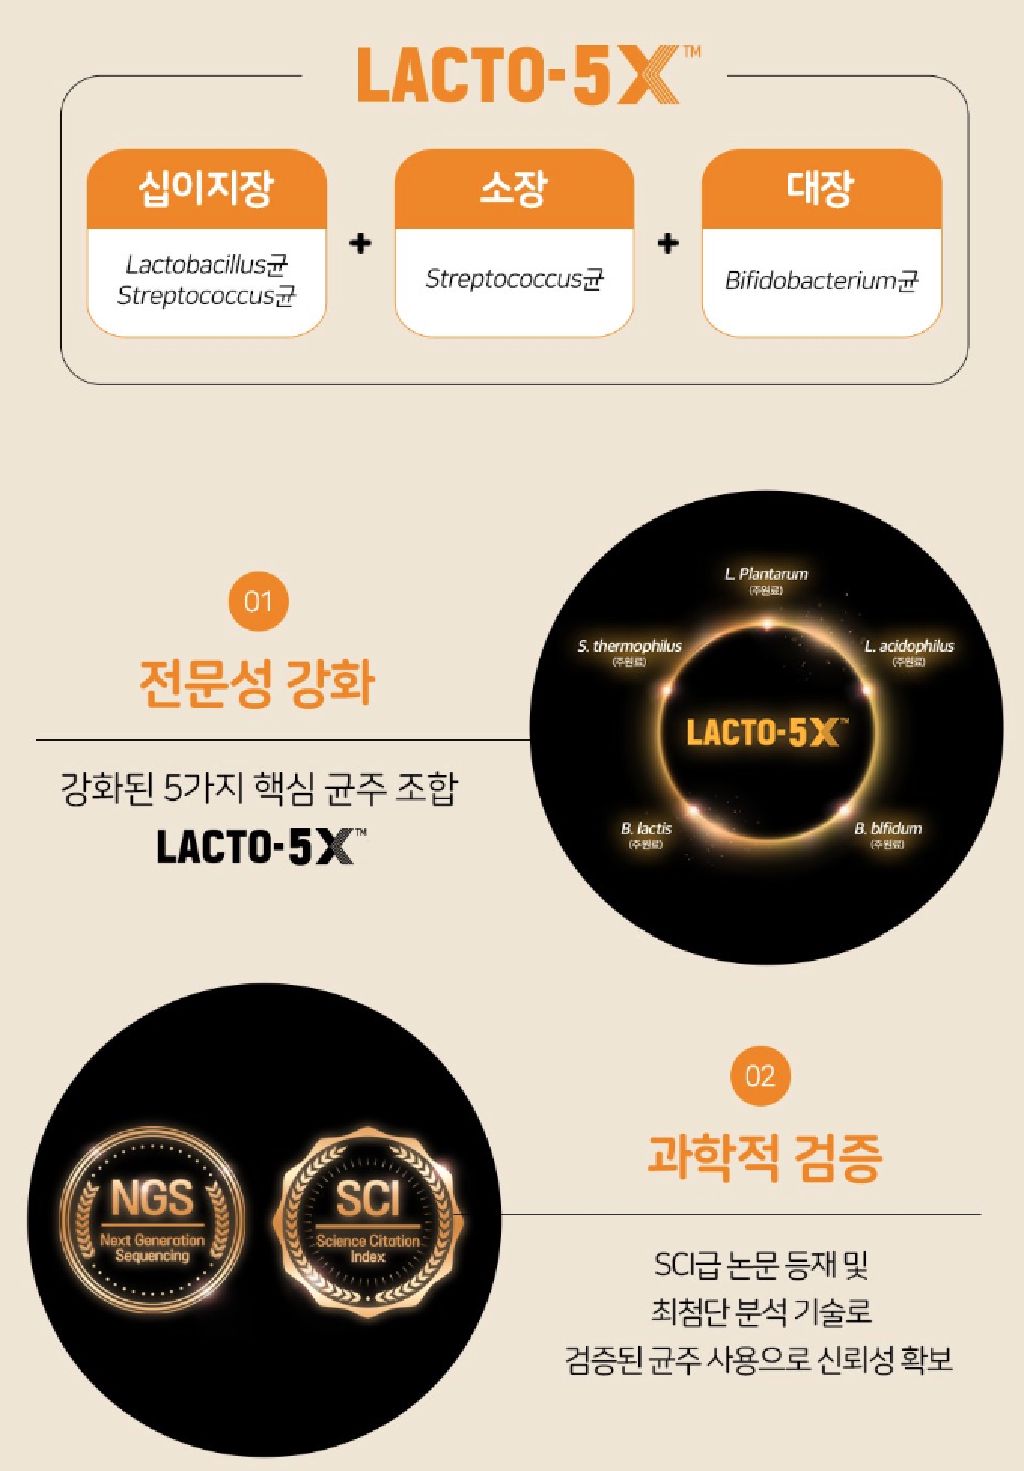 LACTO-5X™
십이지장
Lactobacillus균
Streptococcus균
+
소장
Streptococcus균
+
대장
Bifidobacterium균
01
전문성 강화
강화된 5가지 핵심 균주 조합
LACTO-5X™
L. Plantarum
(주원료)
S. thermophilus
(주원료)
L. acidophilus
(주원료)
LACTO-5X™
B. lactis
(주원료)
B. bifidum
(주원료)
NGS
Next Generation
Sequencing
SCI
Science Citation
Index
02
과학적 검증
SCI급 논문 등재 및
최첨단 분석 기술로
검증된 균주 사용으로 신뢰성 확보